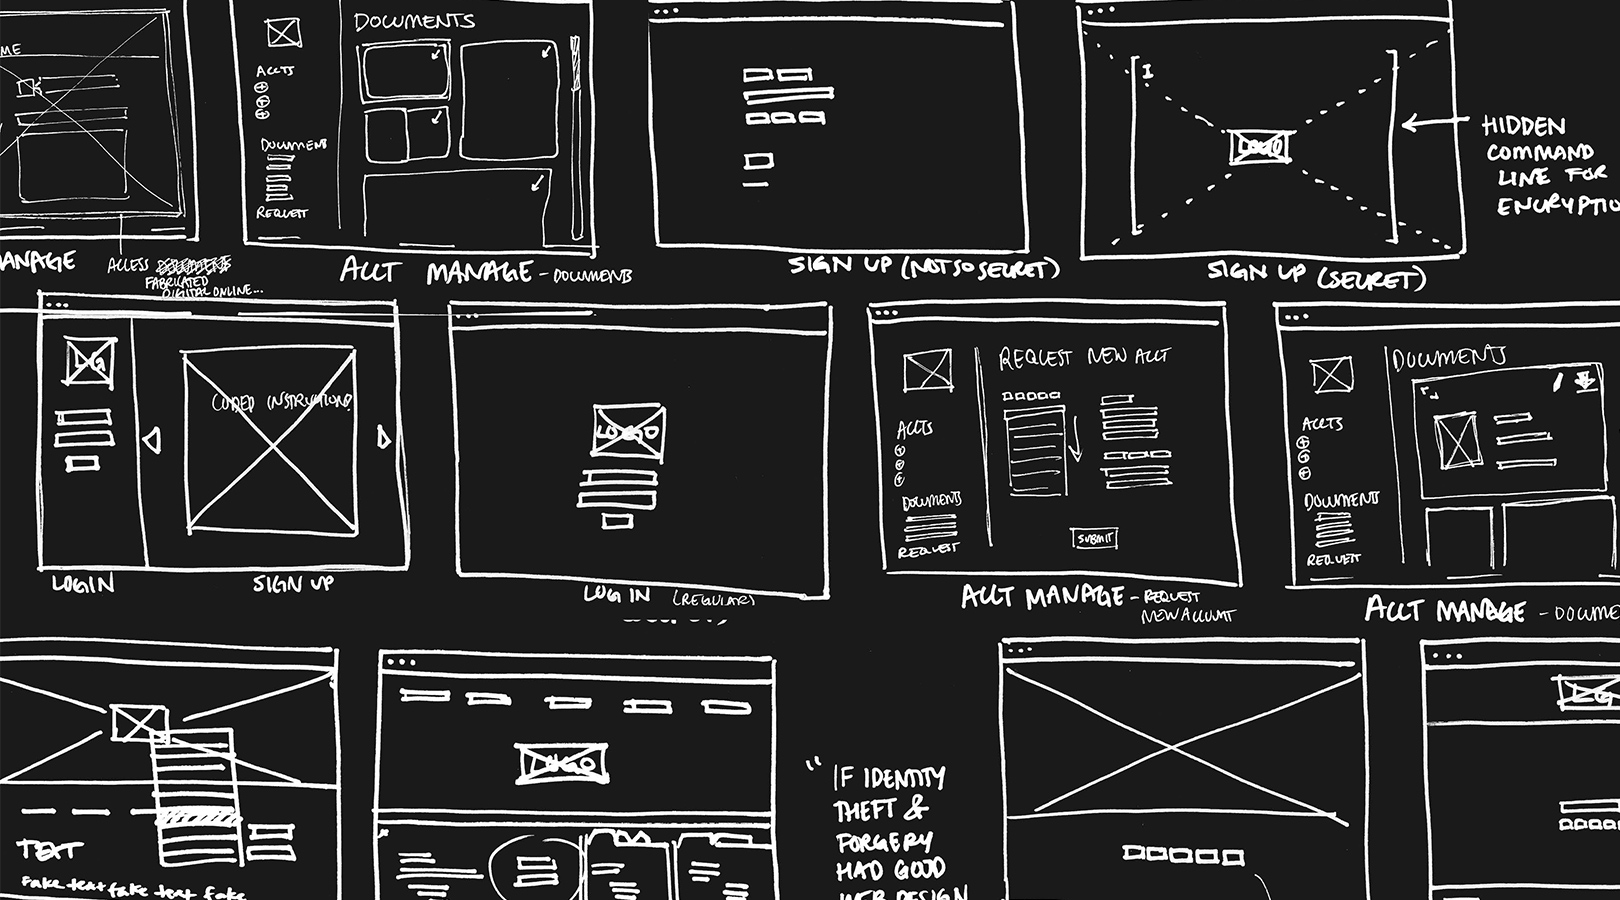 ME
ANAGE
ACCESS
FABRICATED
DIGITAL ONLINE...
DOCUMENTS
ACCTS
DOCUMENTS
REQUEST
ACCT MANAGE - DOCUMENTS
SIGN UP (NOT SO SECRET)
I
LOGO
HIDDEN
COMMAND
LINE FOR
ENCRYPTIO
SIGN UP (SECRET)
LOG
CODED INSTRUCTION?
LOGIN
SIGN UP
LOGO
LOG IN (REGULAR)
REQUEST NEW ACCT
ACCTS
DOCUMENTS
REQUEST
SUBMIT
ACCT MANAGE - REQUEST
NEW ACCOUNT
DOCUMENTS
ACCTS
DOCUMENTS
REQUEST
ACCT MANAGE - DOCUME
TEXT
Fake text fake text fake
LOGO
" IF IDENTITY
THEFT &
FORGERY
HAD GOOD
WEB DESIGN
LOG